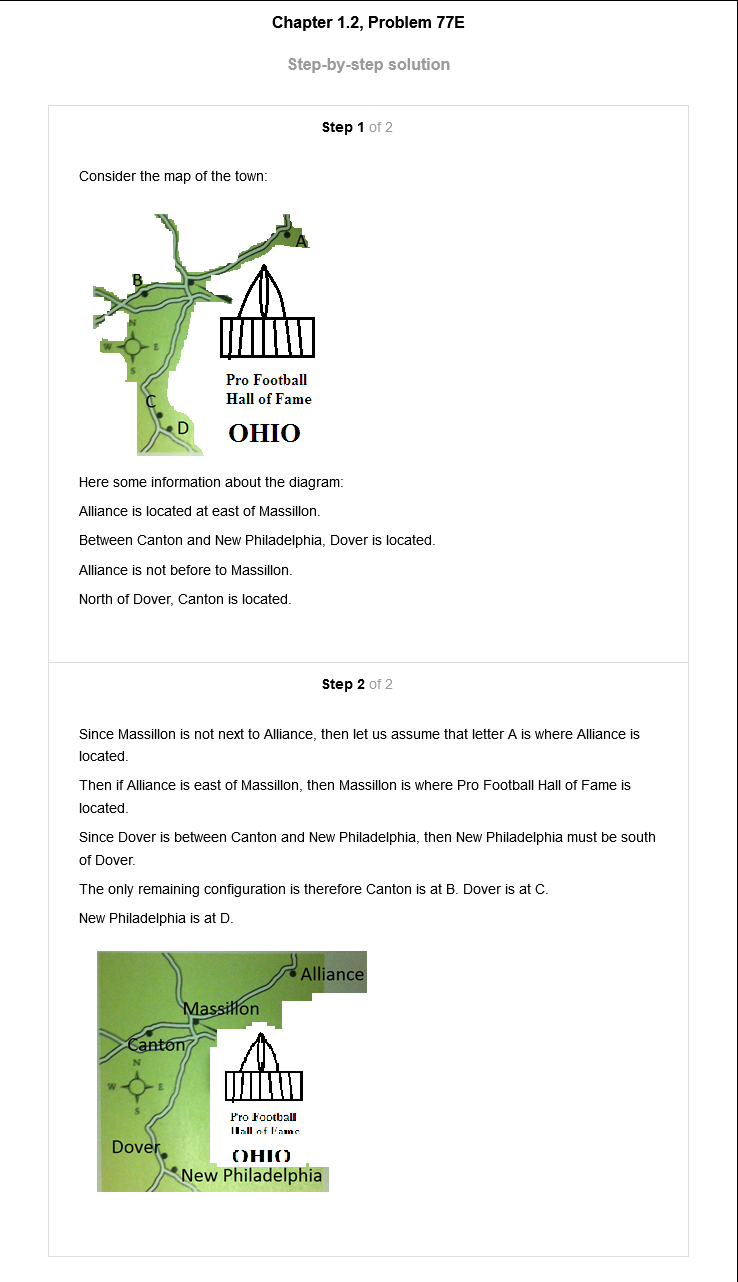 Chapter 1.2, Problem 77E
Step-by-step solution
Step 1 of 2
Consider the map of the town:
A
B
N
W
E
S
C
D
Pro Football
Hall of Fame
OHIO
Here some information about the diagram:
Alliance is located at east of Massillon.
Between Canton and New Philadelphia, Dover is located.
Alliance is not before to Massillon.
North of Dover, Canton is located.
Step 2 of 2
Since Massillon is not next to Alliance, then let us assume that letter A is where Alliance is
located.
Then if Alliance is east of Massillon, then Massillon is where Pro Football Hall of Fame is
located.
Since Dover is between Canton and New Philadelphia, then New Philadelphia must be south
of Dover.
The only remaining configuration is therefore Canton is at B. Dover is at C.
New Philadelphia is at D.
Alliance
Massillon
Canton
N
W
E
S
Pro Football
Hall of Fame
Dover
OHIO
New Philadelphia